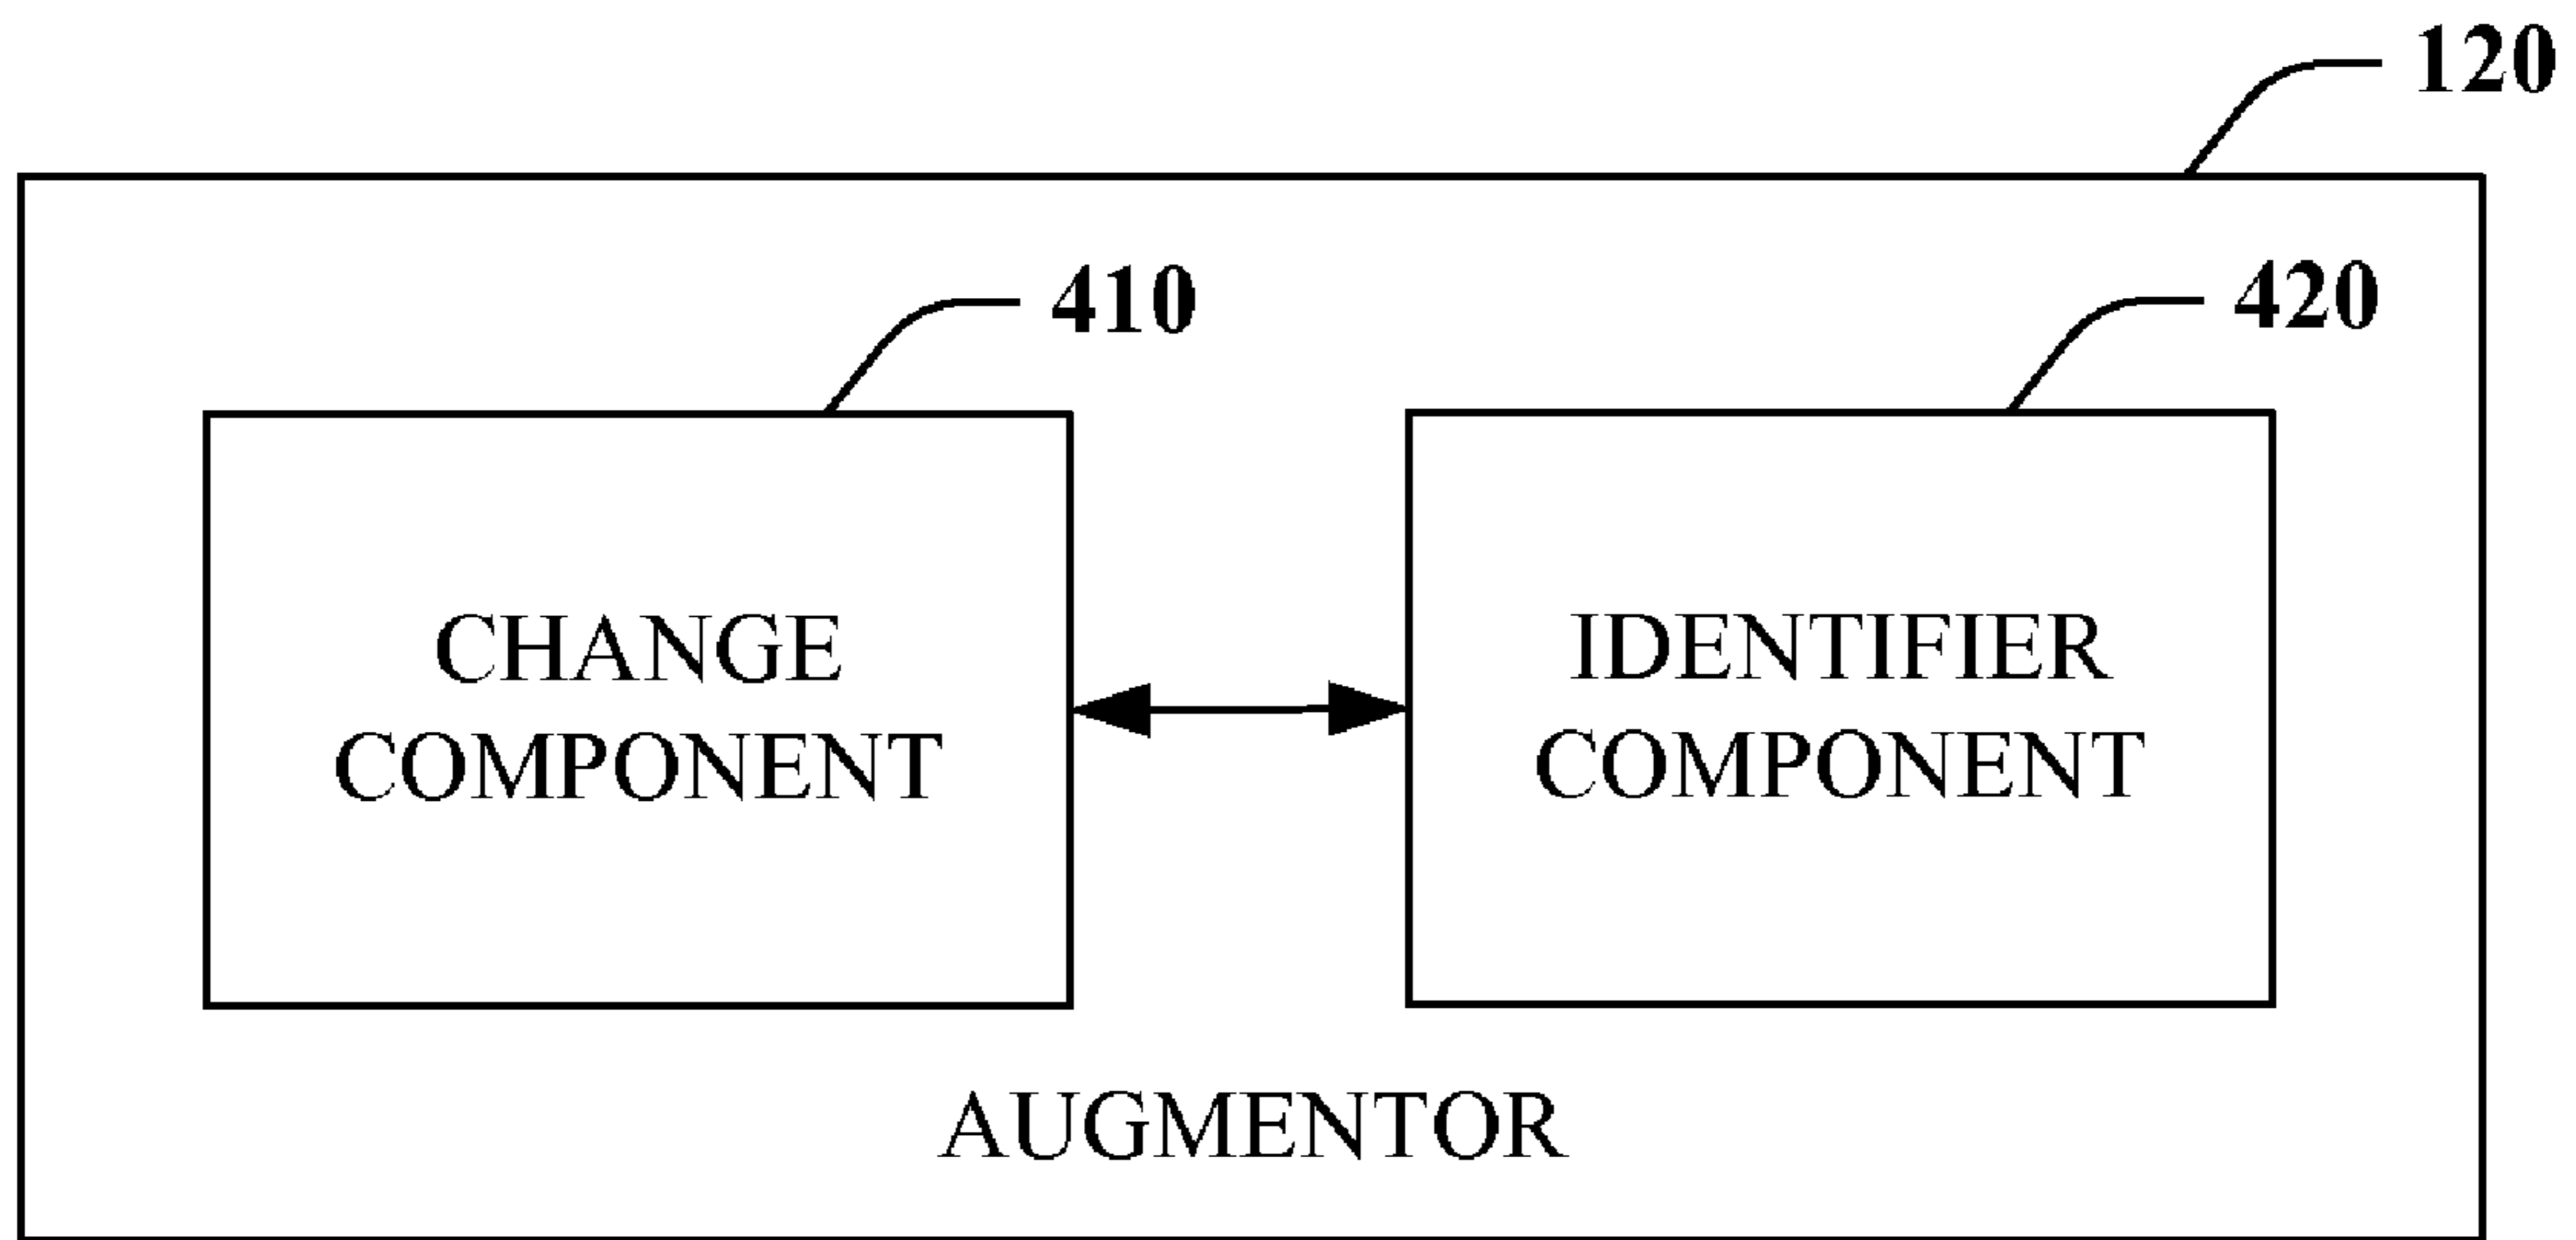 120
410
420
CHANGE
COMPONENT
IDENTIFIER
COMPONENT
AUGMENTOR